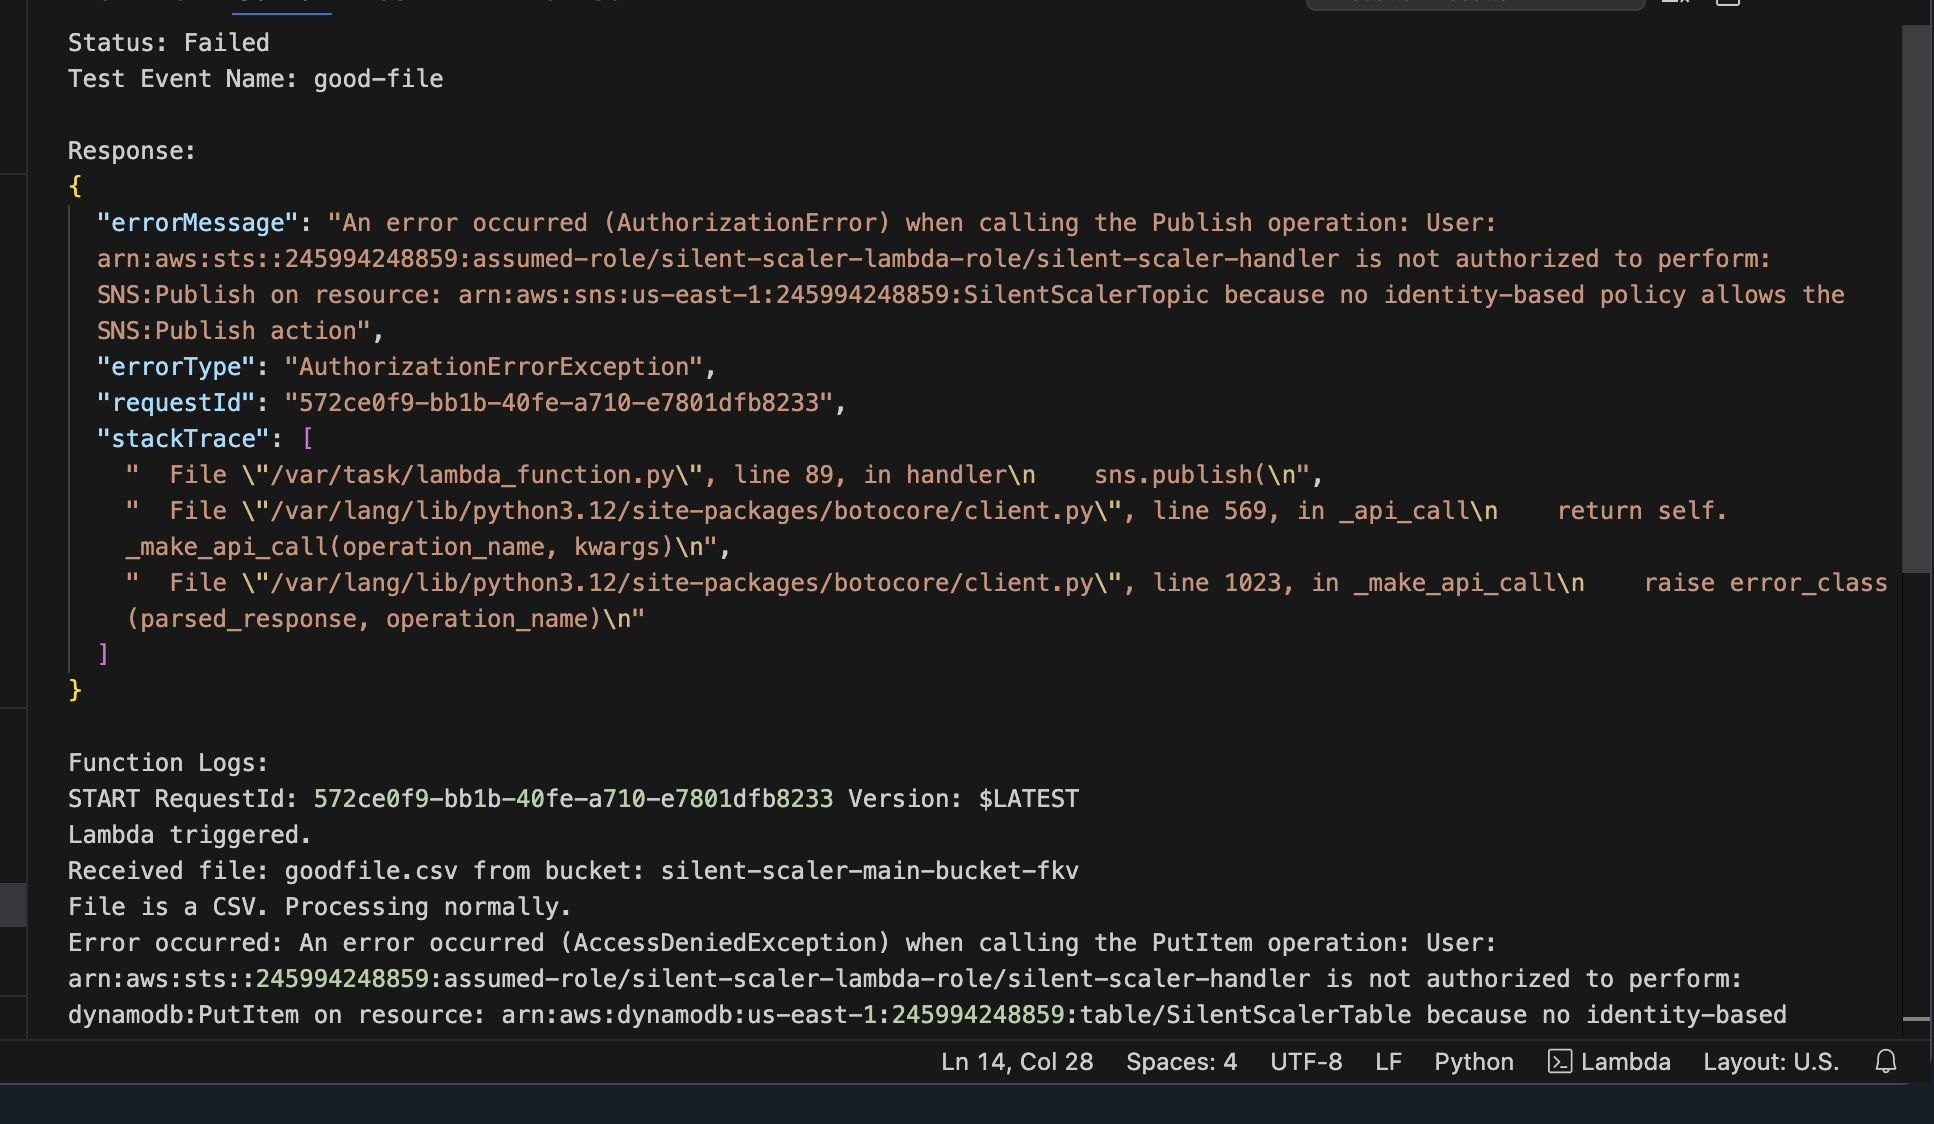 Status: Failed
Test Event Name: good-file
Response:
{
"errorMessage": "An error occurred (AuthorizationError) when calling the Publish operation: User:
arn:aws:sts::245994248859:assumed-role/silent-scaler-lambda-role/silent-scaler-handler is not authorized to perform:
SNS:Publish on resource: arn:aws:sns:us-east-1:245994248859:SilentScalerTopic because no identity-based policy allows the
SNS:Publish action",
"errorType": "AuthorizationErrorException",
"requestId": "572ce0f9-bb1b-40fe-a710-e7801dfb8233",
"stackTrace": [
"  File \"/var/task/lambda_function.py\", line 89, in handler\n    sns.publish(\n",
"  File \"/var/lang/lib/python3.12/site-packages/botocore/client.py\", line 569, in _api_call\n    return self.
_make_api_call(operation_name, kwargs)\n",
"  File \"/var/lang/lib/python3.12/site-packages/botocore/client.py\", line 1023, in _make_api_call\n    raise error_class
(parsed_response, operation_name)\n"
]
}
Function Logs:
START RequestId: 572ce0f9-bb1b-40fe-a710-e7801dfb8233 Version: $LATEST
Lambda triggered.
Received file: goodfile.csv from bucket: silent-scaler-main-bucket-fkv
File is a CSV. Processing normally.
Error occurred: An error occurred (AccessDeniedException) when calling the PutItem operation: User:
arn:aws:sts::245994248859:assumed-role/silent-scaler-lambda-role/silent-scaler-handler is not authorized to perform:
dynamodb:PutItem on resource: arn:aws:dynamodb:us-east-1:245994248859:table/SilentScalerTable because no identity-based
Ln 14, Col 28 Spaces: 4 UTF-8 LF Python Lambda Layout: U.S.